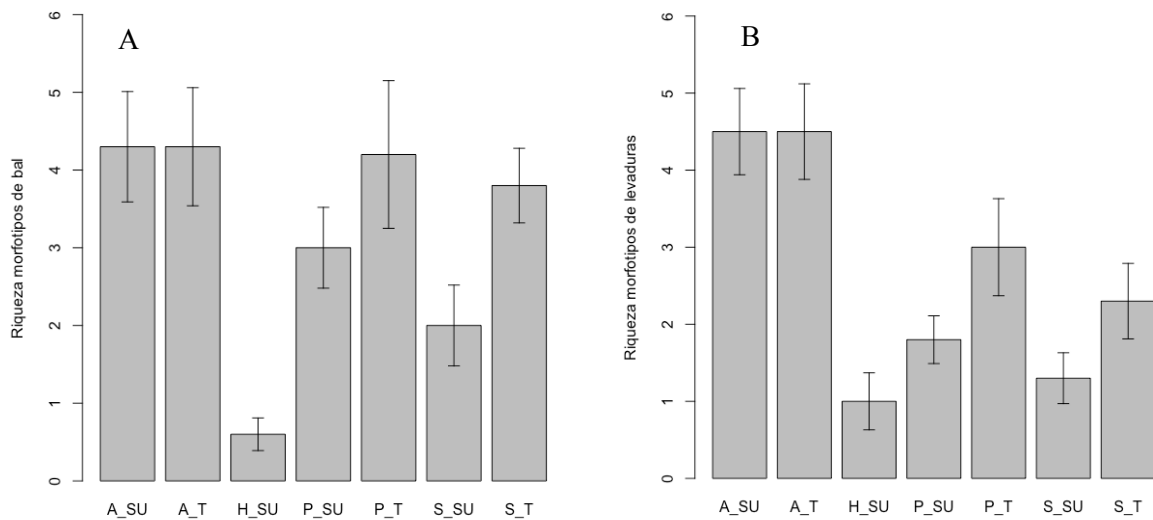 A
Riqueza morfotipos de bal
6
5
4
3
2
1
0
A_SU A_T H_SU P_SU P_T S_SU S_T
B
Riqueza morfotipos de levaduras
6
5
4
3
2
1
0
A_SU A_T H_SU P_SU P_T S_SU S_T